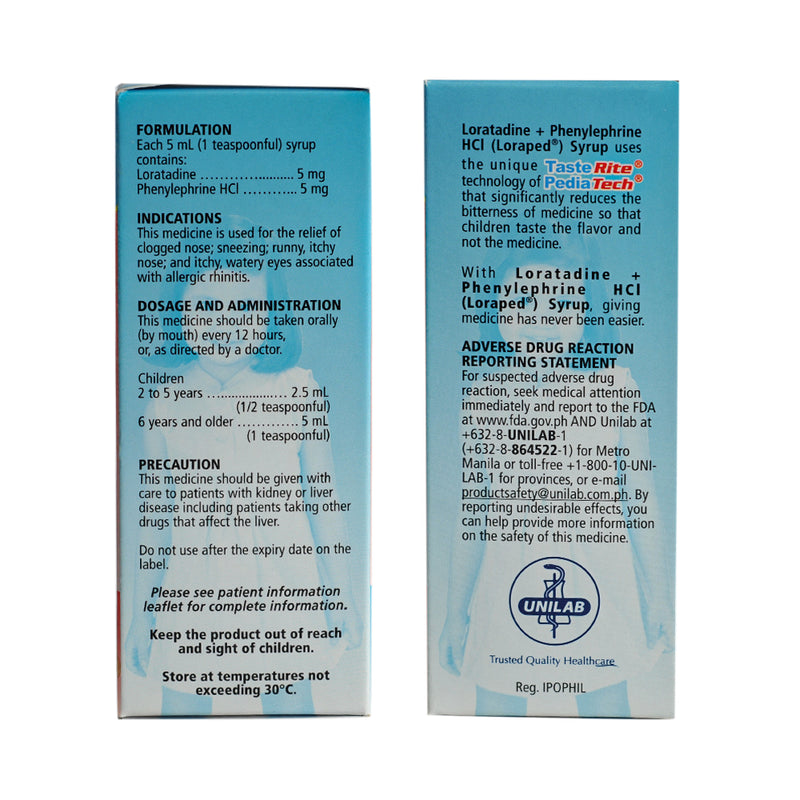 FORMULATION
Each 5 mL (1 teaspoonful) syrup
contains:
Loratadine ....................... 5 mg
Phenylephrine HCl ........... 5 mg
INDICATIONS
This medicine is used for the relief of
clogged nose; sneezing; runny, itchy
nose; and itchy, watery eyes associated
with allergic rhinitis.
DOSAGE AND ADMINISTRATION
This medicine should be taken orally
(by mouth) every 12 hours,
or, as directed by a doctor.
Children
2 to 5 years ........................ 2.5 mL
(1/2 teaspoonful)
6 years and older ............. 5 mL
(1 teaspoonful)
PRECAUTION
This medicine should be given with
care to patients with kidney or liver
disease including patients taking other
drugs that affect the liver.
Do not use after the expiry date on the
label.
Please see patient information
leaflet for complete information.
Keep the product out of reach
and sight of children.
Store at temperatures not
exceeding 30°C.
Loratadine + Phenylephrine
HCl (Loraped®) Syrup uses
the unique TasteRite®
technology of PediaTech®
that significantly reduces the
bitterness of medicine so that
children taste the flavor and
not the medicine.
With Loratadine +
Phenylephrine HCl
(Loraped®) Syrup, giving
medicine has never been easier.
ADVERSE DRUG REACTION
REPORTING STATEMENT
For suspected adverse drug
reaction, seek medical attention
immediately and report to the FDA
at www.fda.gov.ph AND Unilab at
+632-8-UNILAB-1
(+632-8-864522-1) for Metro
Manila or toll-free +1-800-10-UNI-
LAB-1 for provinces, or e-mail
productsafety@unilab.com.ph. By
reporting undesirable effects, you
can help provide more information
on the safety of this medicine.
UNILAB
Trusted Quality Healthcare
Reg. IPOPHIL